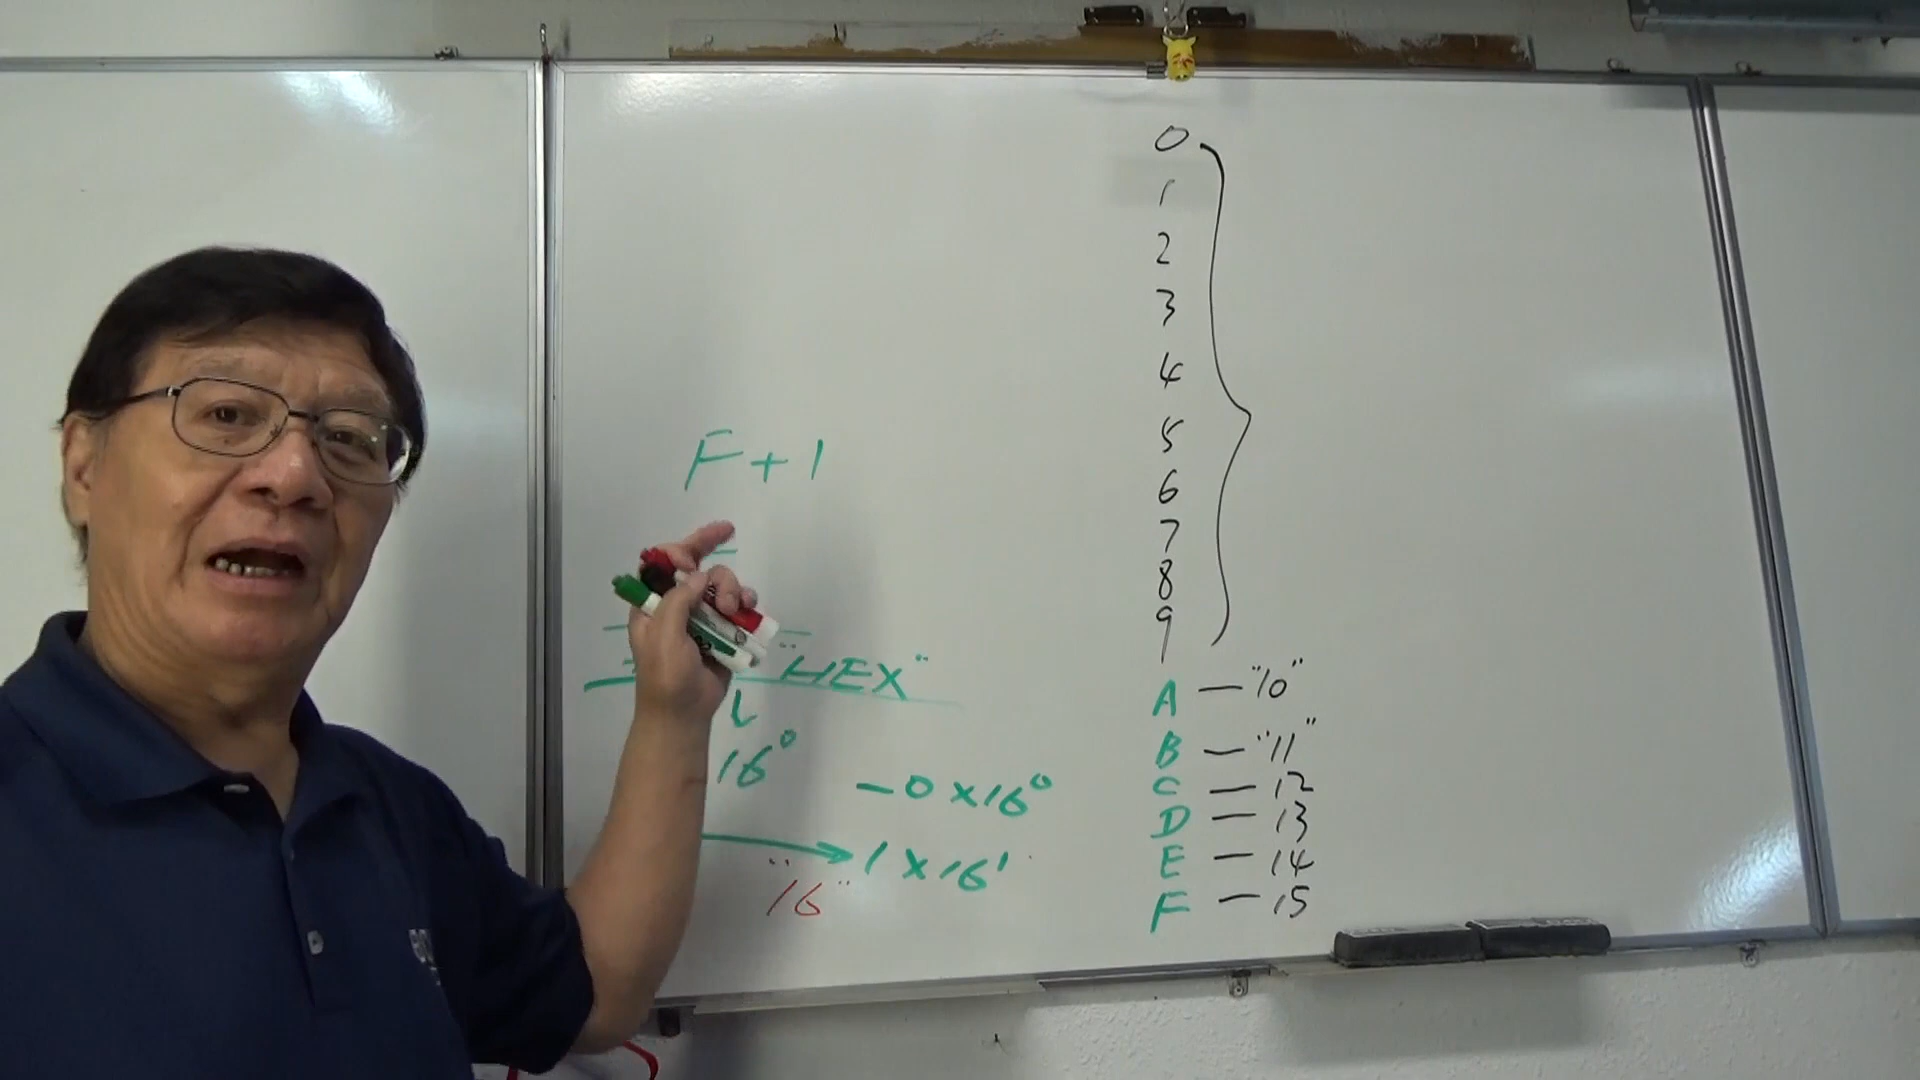 F + 1
"HEX"
16⁰
- 0 × 16⁰
1 × 16¹
"16"
0
1
2
3
4
5
6
7
8
9
A — "10"
B — "11"
C — 12
D — 13
E — 14
F — 15